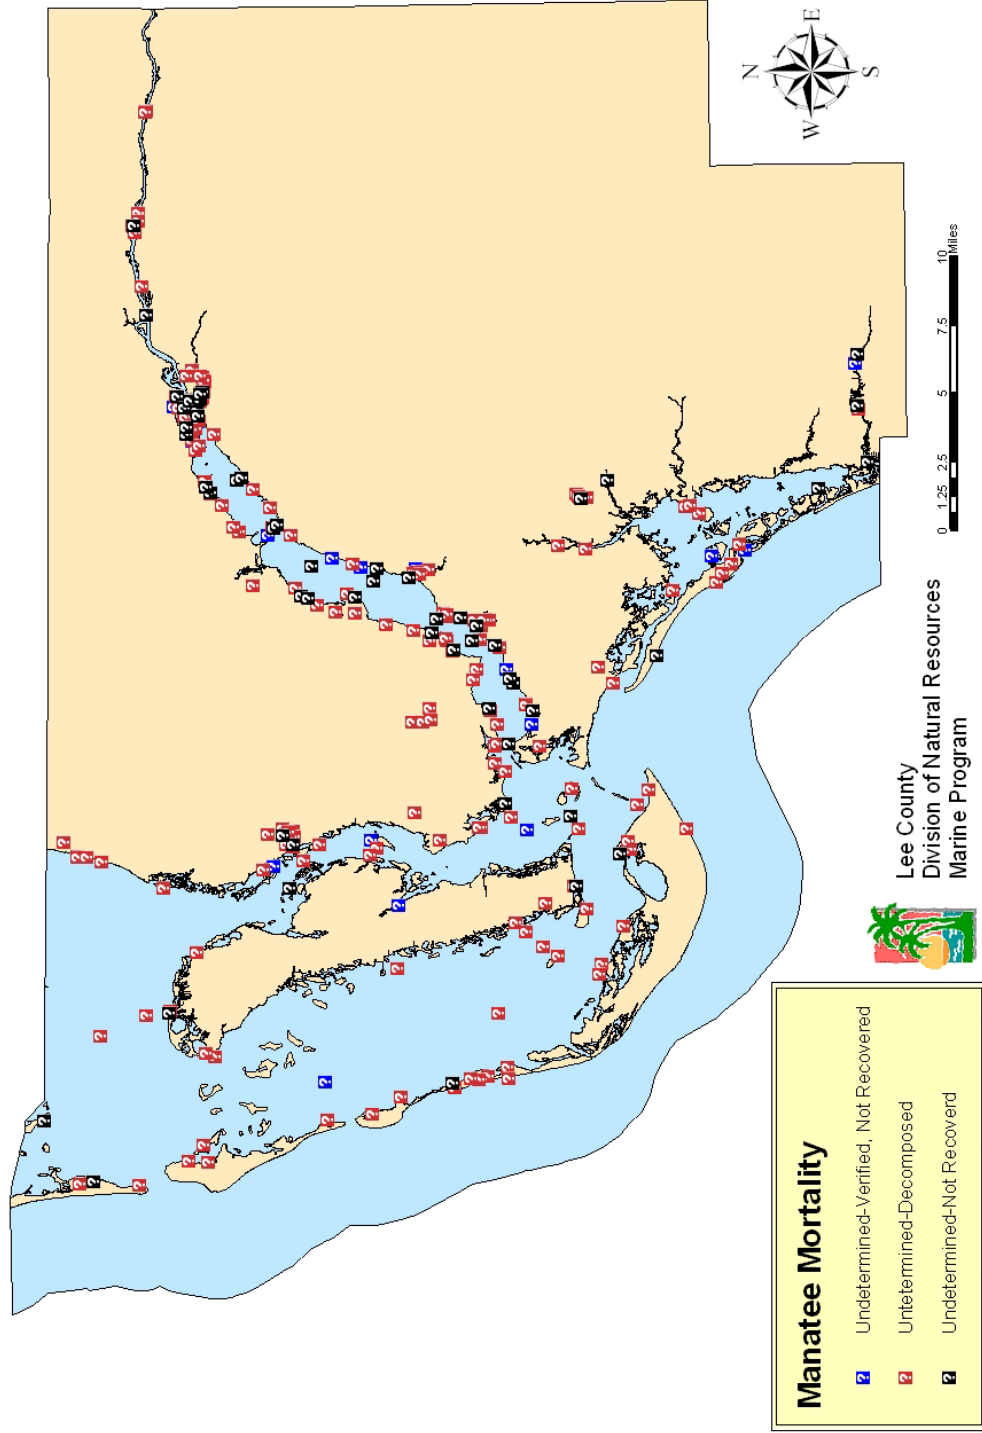 N
W
E
S
0 1.25 2.5 5 7.5 10
Miles
Lee County
Division of Natural Resources
Marine Program
Manatee Mortality
? Undetermined-Verified, Not Recovered
? Untetermined-Decomposed
? Undetermined-Not Recoverd